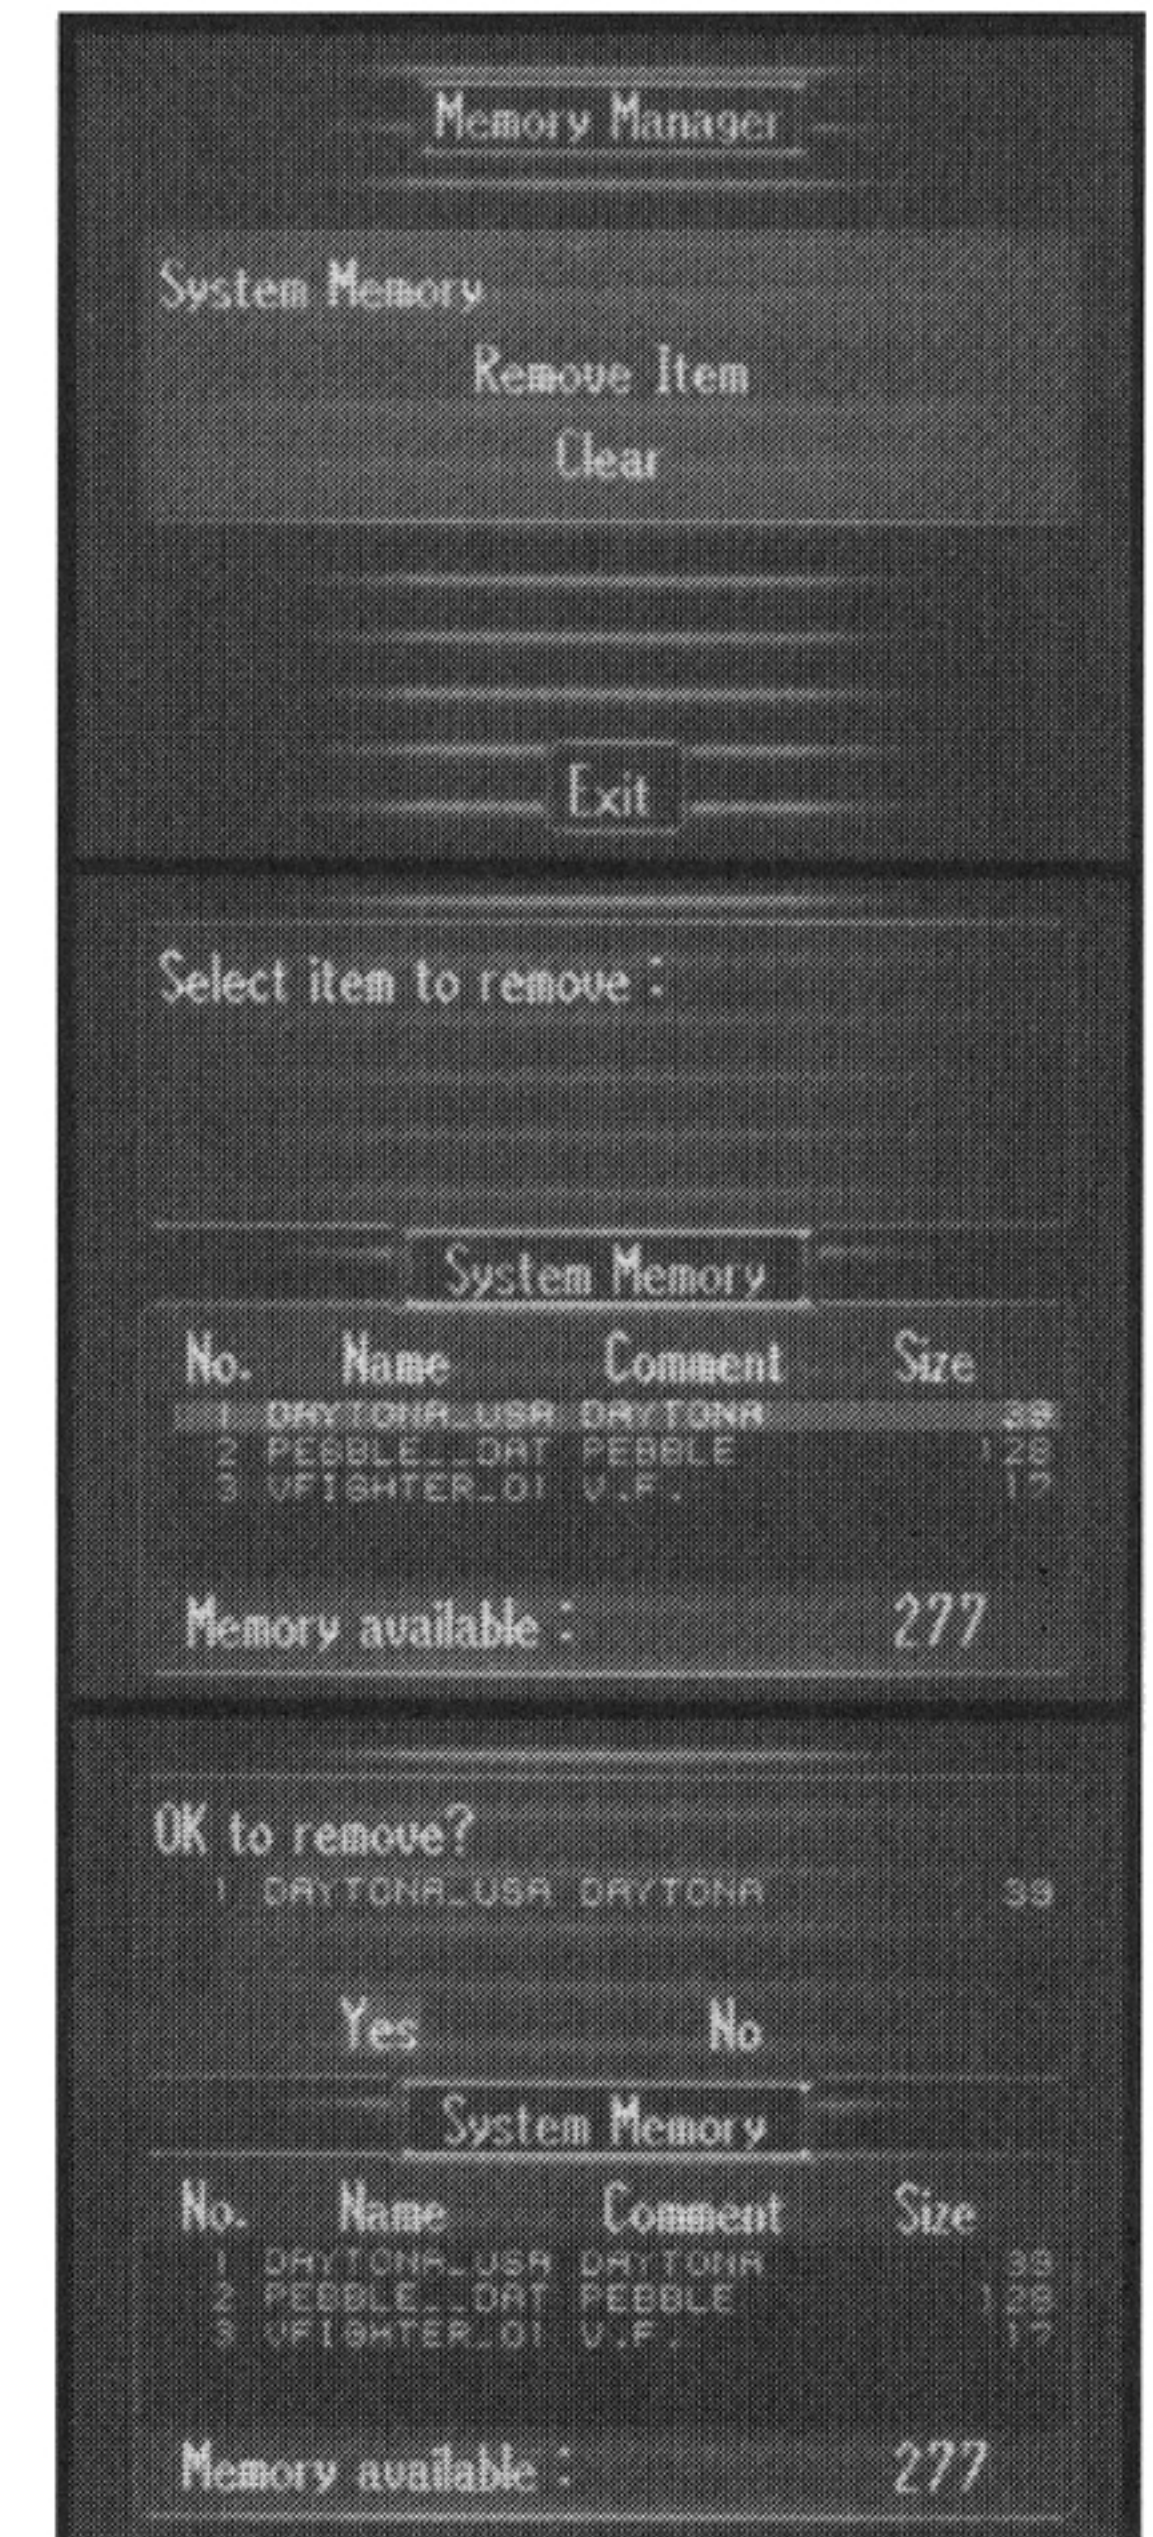 Memory Manager
System Memory
Remove Item
Clear
Exit
Select item to remove :
System Memory
No. Name Comment Size
1 DAYTONA_USA DAYTONA 39
2 PEBBLE__DAT PEBBLE 128
3 VFIGHTER_01 V.F. 17
Memory available : 277
OK to remove?
1 DAYTONA_USA DAYTONA 39
Yes No
System Memory
No. Name Comment Size
1 DAYTONA_USA DAYTONA 39
2 PEBBLE__DAT PEBBLE 128
3 VFIGHTER_01 V.F. 17
Memory available : 277